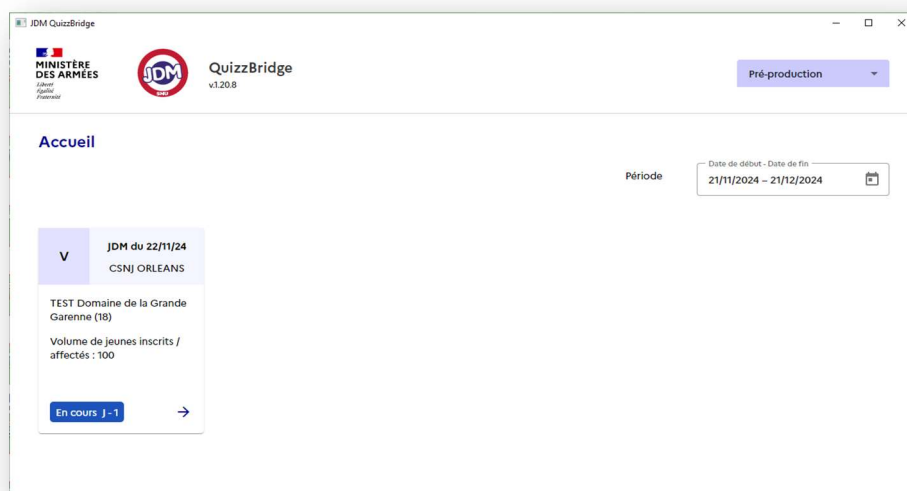 JDM QuizzBridge
MINISTÈRE
DES ARMÉES
Liberté
Égalité
Fraternité
JDM
SNU
QuizzBridge
v.1.20.8
Pré-production
Accueil
Période
Date de début - Date de fin
21/11/2024 – 21/12/2024
V
JDM du 22/11/24
CSNJ ORLEANS
TEST Domaine de la Grande
Garenne (18)
Volume de jeunes inscrits /
affectés : 100
En cours J - 1